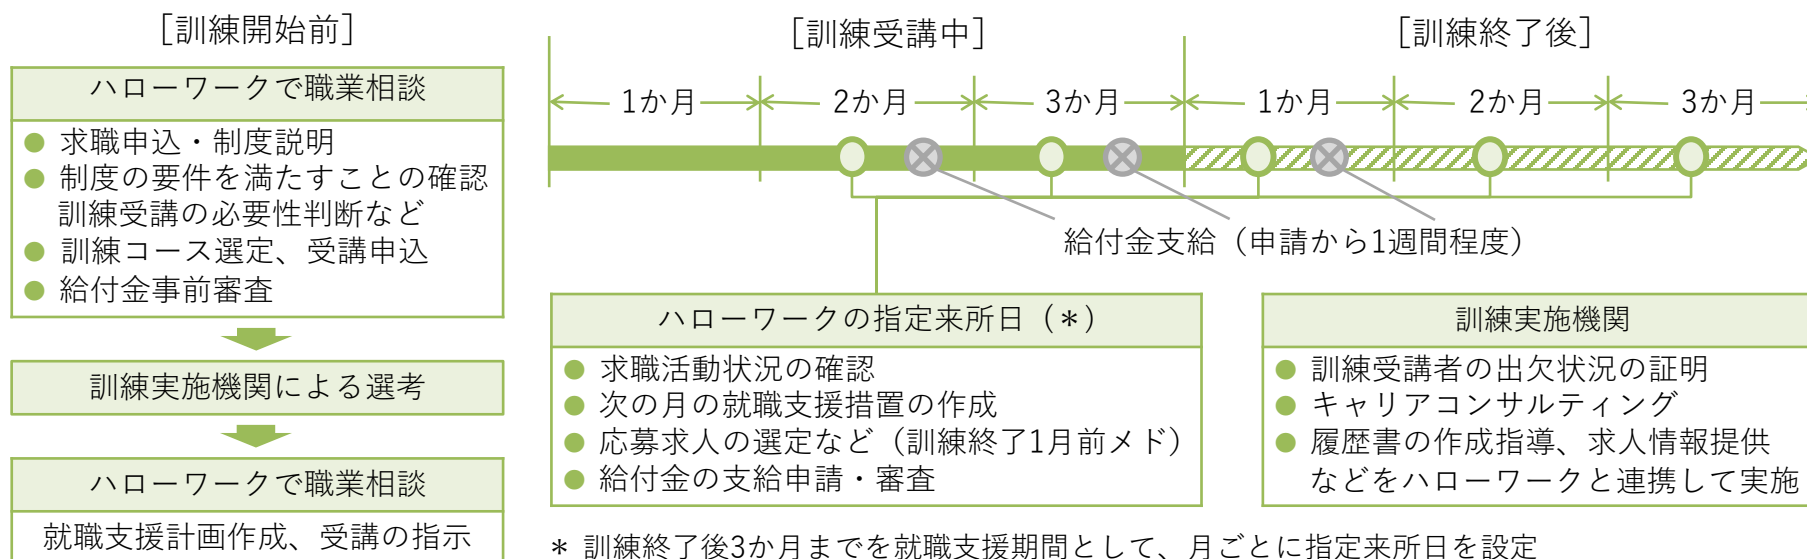 [訓練開始前]
ハローワークで職業相談
● 求職申込・制度説明
● 制度の要件を満たすことの確認
訓練受講の必要性判断など
● 訓練コース選定、受講申込
● 給付金事前審査
訓練実施機関による選考
ハローワークで職業相談
就職支援計画作成、受講の指示
[訓練受講中]
[訓練終了後]
1か月 2か月 3か月 1か月 2か月 3か月
給付金支給（申請から1週間程度）
ハローワークの指定来所日（＊）
● 求職活動状況の確認
● 次の月の就職支援措置の作成
● 応募求人の選定など（訓練終了1月前メド）
● 給付金の支給申請・審査
訓練実施機関
● 訓練受講者の出欠状況の証明
● キャリアコンサルティング
● 履歴書の作成指導、求人情報提供
などをハローワークと連携して実施
＊ 訓練終了後3か月までを就職支援期間として、月ごとに指定来所日を設定